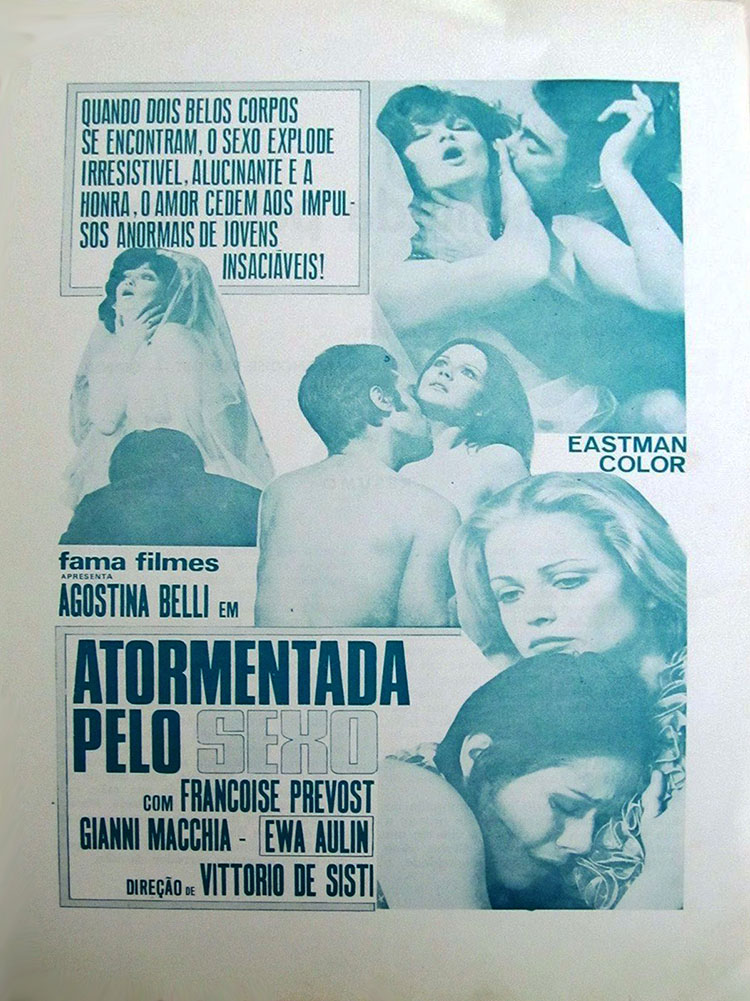 QUANDO DOIS BELOS CORPOS
SE ENCONTRAM, O SEXO EXPLODE
IRRESISTIVEL, ALUCINANTE E A
HONRA, O AMOR CEDEM AOS IMPUL-
SOS ANORMAIS DE JOVENS
INSACIÁVEIS!
EASTMAN
COLOR
fama filmes
APRESENTA
AGOSTINA BELLI EM
ATORMENTADA
PELO SEXO
COM FRANCOISE PREVOST
GIANNI MACCHIA - EWA AULIN
DIREÇÃO DE VITTORIO DE SISTI